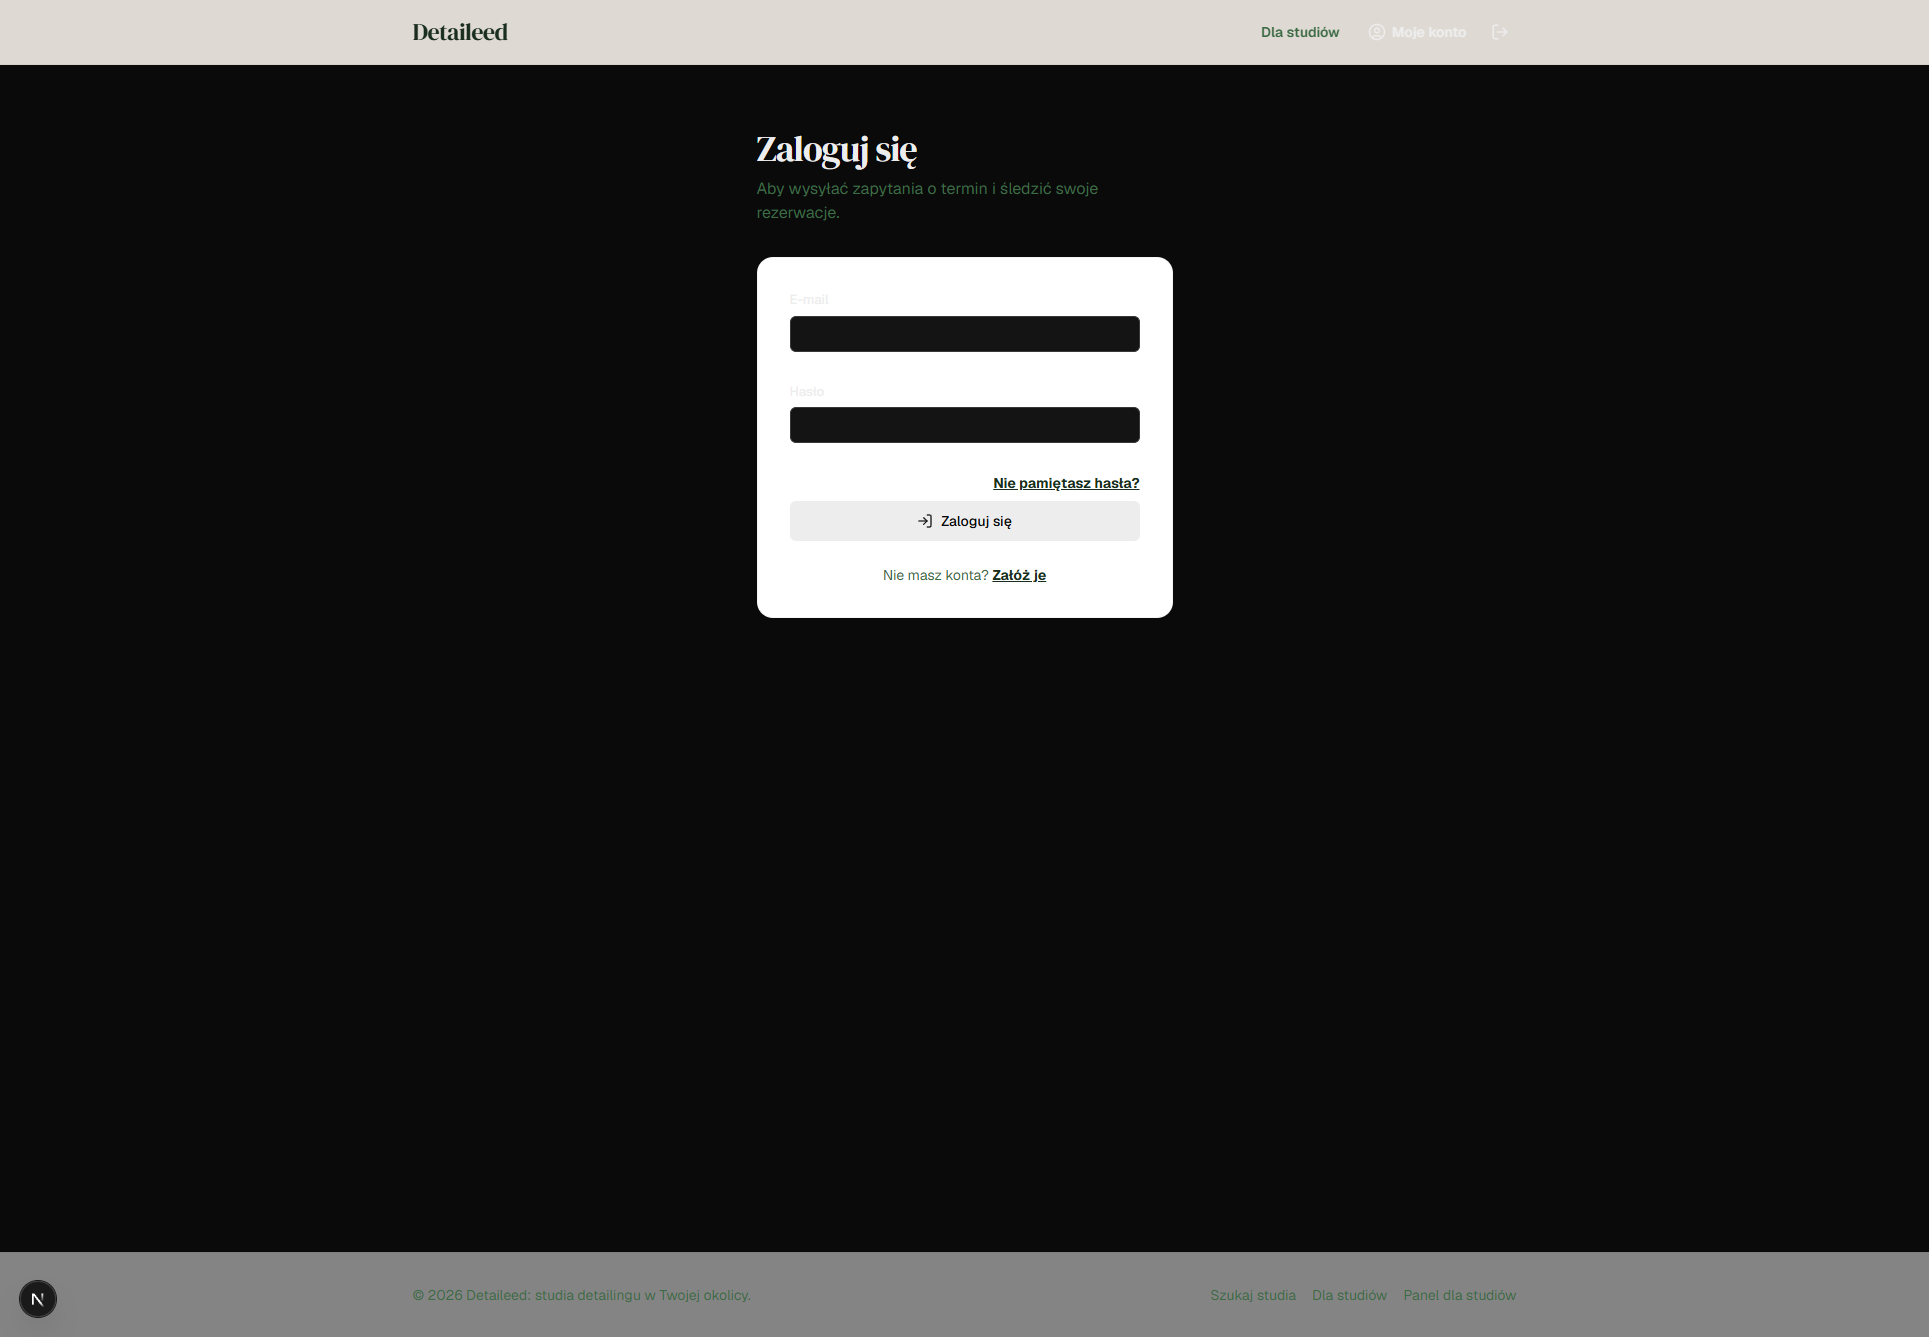 Detaileed
Dla studiów
Moje konto
Zaloguj się
Aby wysyłać zapytania o termin i śledzić swoje
rezerwacje.
E-mail
Hasło
Nie pamiętasz hasła?
Zaloguj się
Nie masz konta? Załóż je
© 2026 Detaileed: studia detailingu w Twojej okolicy.
Szukaj studia
Dla studiów
Panel dla studiów
N